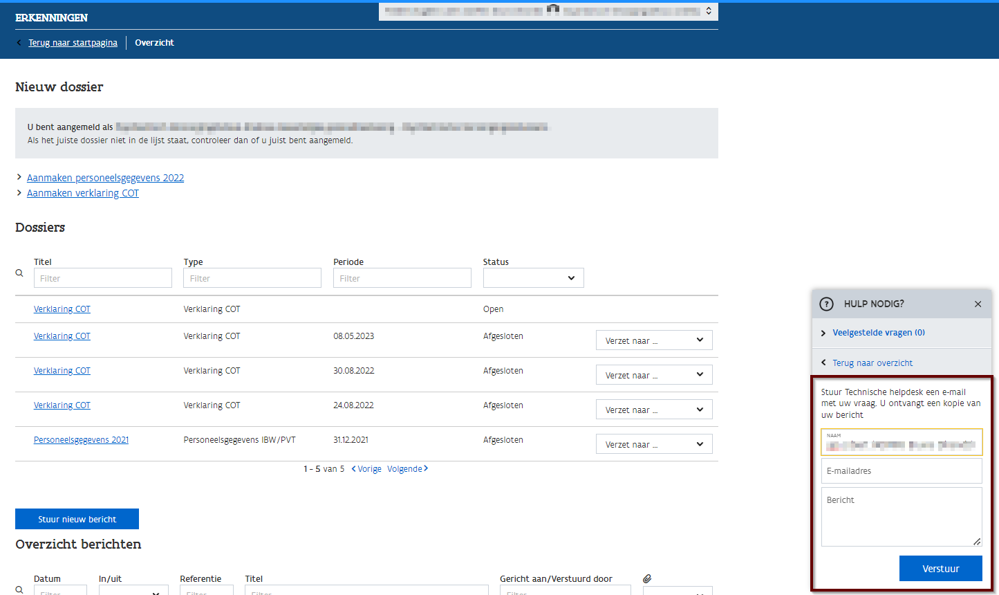 ERKENNINGEN
Terug naar startpagina
Overzicht
Nieuw dossier
U bent aangemeld als
Als het juiste dossier niet in de lijst staat, controleer dan of u juist bent aangemeld.
Aanmaken personeelsgegevens 2022
Aanmaken verklaring COT
Dossiers
Titel Type Periode Status
Filter Filter Filter
Verklaring COT Verklaring COT Open
Verklaring COT Verklaring COT 08.05.2023 Afgesloten Verzet naar ...
Verklaring COT Verklaring COT 30.08.2022 Afgesloten Verzet naar ...
Verklaring COT Verklaring COT 24.08.2022 Afgesloten Verzet naar ...
Personeelsgegevens 2021 Personeelsgegevens IBW/PVT 31.12.2021 Afgesloten Verzet naar ...
1 - 5 van 5 Vorige Volgende
Stuur nieuw bericht
Overzicht berichten
Datum In/uit Referentie Titel Gericht aan/Verstuurd door
Filter Filter Filter Filter
HULP NODIG?
Veelgestelde vragen (0)
Terug naar overzicht
Stuur Technische helpdesk een e-mail
met uw vraag. U ontvangt een kopie van
uw bericht
NAAM
E-mailadres
Bericht
Verstuur